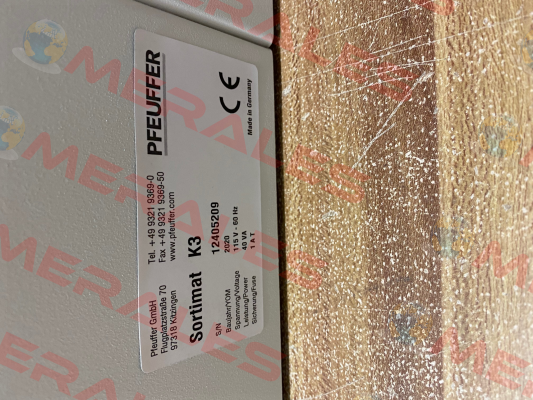 Pfeuffer GmbH
Flugplatzstraße 70
97318 Kitzingen
Tel. +49 9321 9369-0
Fax +49 9321 9369-50
www.pfeuffer.com
PFEUFFER
Sortimat K3
S/N 12405209
Baujahr/YOM 2020
Spannung/Voltage 115 V - 60 Hz
Leistung/Power 40 VA
Sicherung/Fuse 1 A T
CE
Made in Germany
MERALES